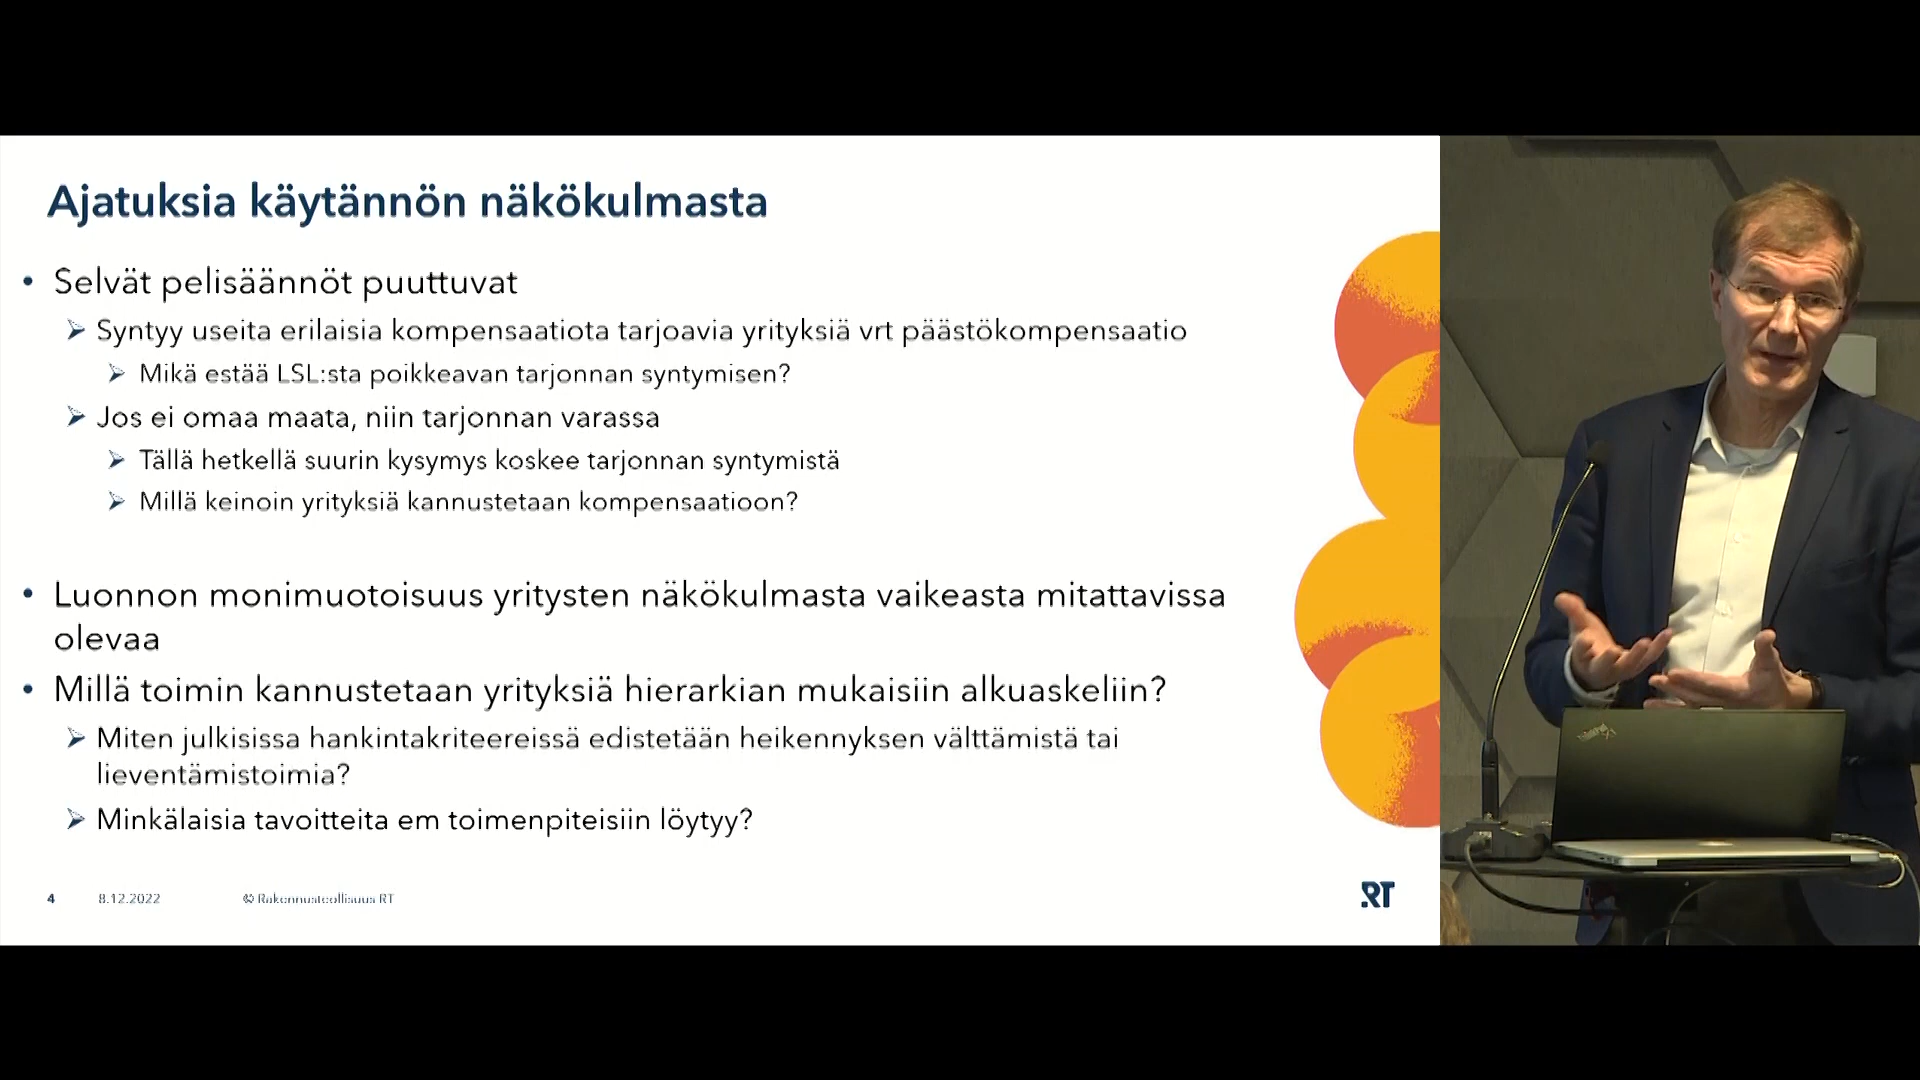 Ajatuksia käytännön näkökulmasta
• Selvät pelisäännöt puuttuvat
➢ Syntyy useita erilaisia kompensaatiota tarjoavia yrityksiä vrt päästökompensaatio
➢ Mikä estää LSL:sta poikkeavan tarjonnan syntymisen?
➢ Jos ei omaa maata, niin tarjonnan varassa
➢ Tällä hetkellä suurin kysymys koskee tarjonnan syntymistä
➢ Millä keinoin yrityksiä kannustetaan kompensaatioon?
• Luonnon monimuotoisuus yritysten näkökulmasta vaikeasta mitattavissa
olevaa
• Millä toimin kannustetaan yrityksiä hierarkian mukaisiin alkuaskeliin?
➢ Miten julkisissa hankintakriteereissä edistetään heikennyksen välttämistä tai
lieventämistoimia?
➢ Minkälaisia tavoitteita em toimenpiteisiin löytyy?
4 8.12.2022 © Rakennusteollisuus RT
RT